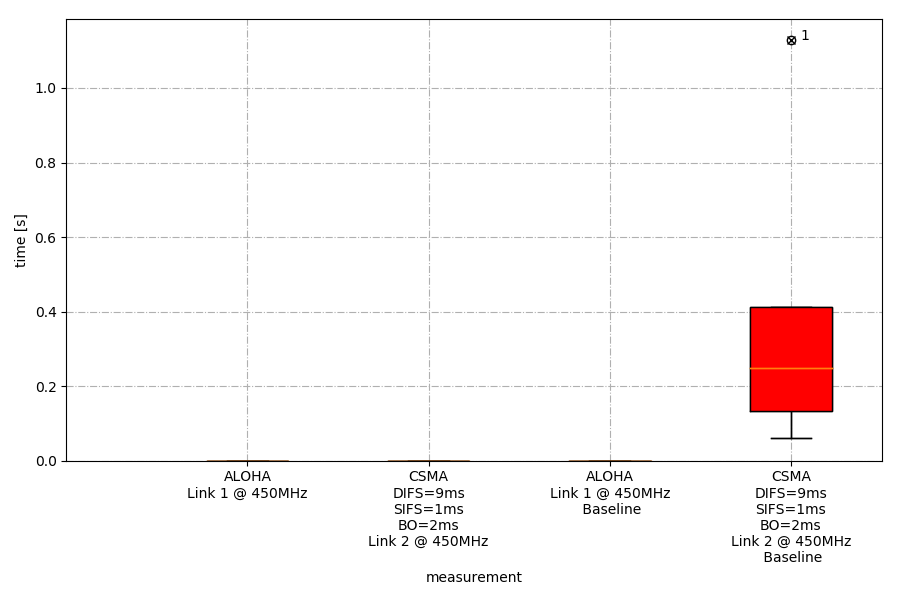 1
1.0
0.8
0.6
0.4
0.2
0.0
time [s]
ALOHA
Link 1 @ 450MHz
CSMA
DIFS=9ms
SIFS=1ms
BO=2ms
Link 2 @ 450MHz
ALOHA
Link 1 @ 450MHz
Baseline
CSMA
DIFS=9ms
SIFS=1ms
BO=2ms
Link 2 @ 450MHz
Baseline
measurement